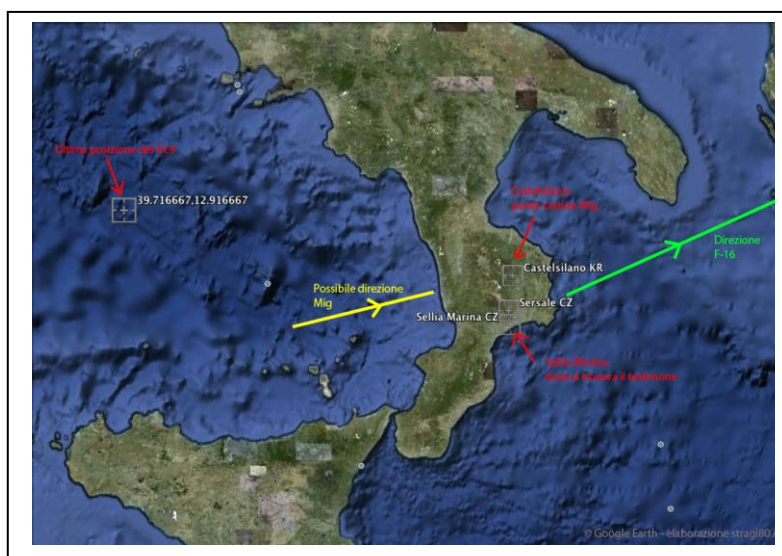 Ultima posizione del DC9
39.716667,12.916667
Castelsilano
punto caduta Mig
Direzione
F-16
Castelsilano KR
Possibile direzione
Mig
Sersale CZ
Sellia Marina CZ
Sellia Marina
dove si trovava il testimone
© Google Earth - elaborazione stragi80.